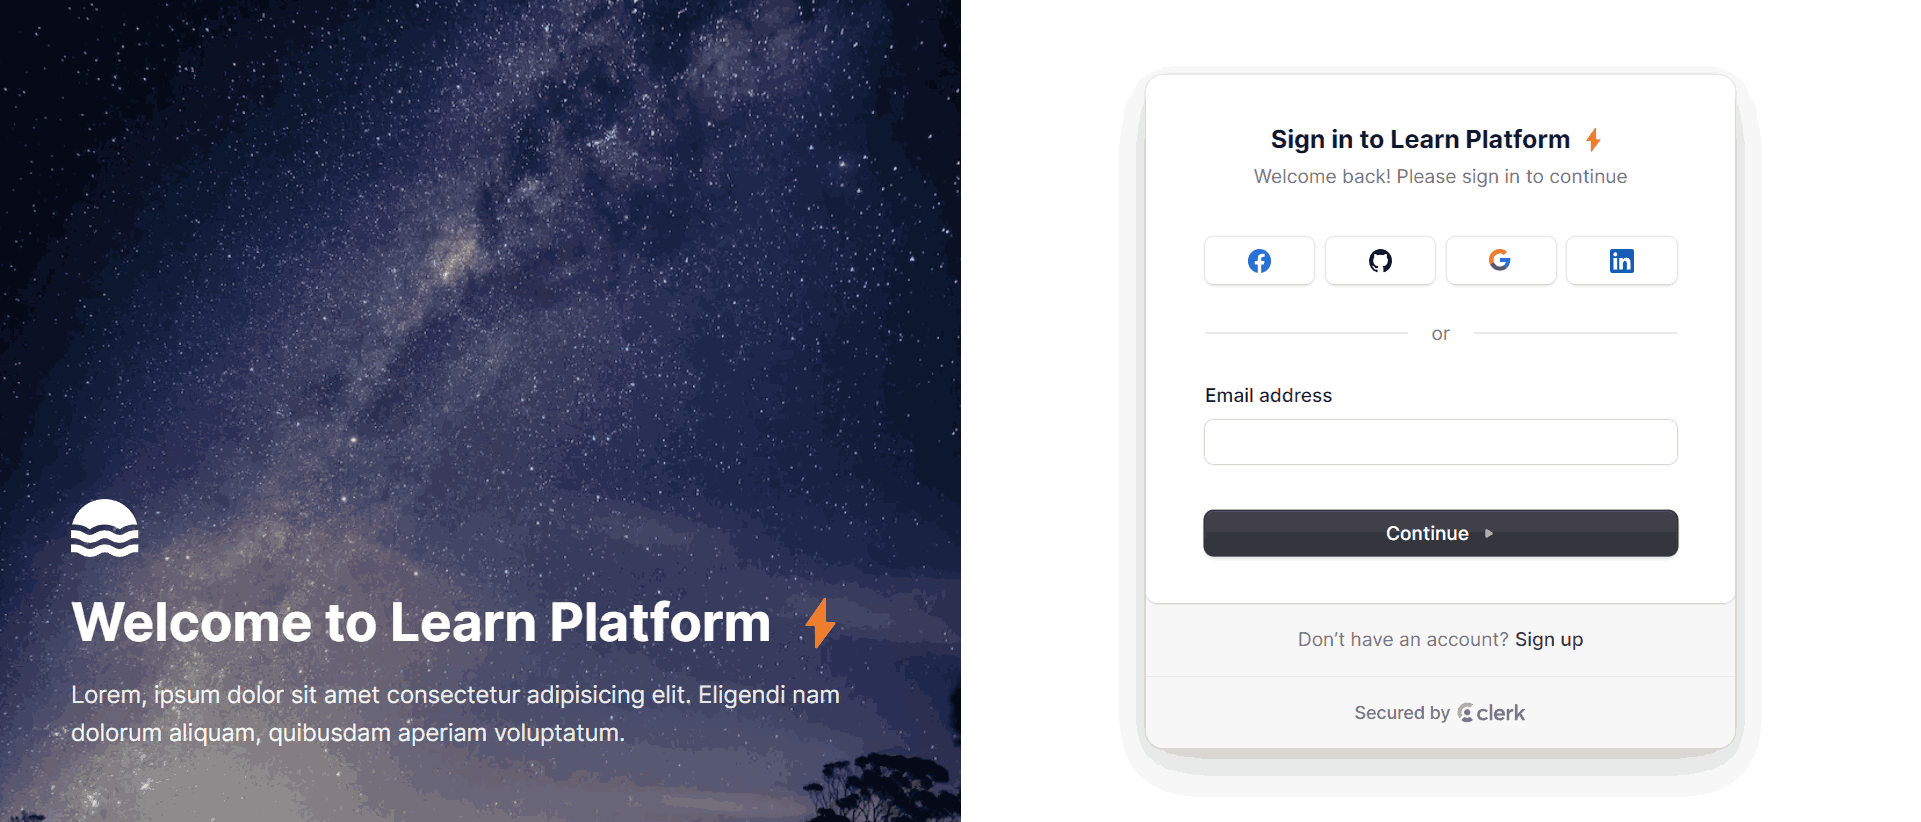 Welcome to Learn Platform
Lorem, ipsum dolor sit amet consectetur adipisicing elit. Eligendi nam
dolorum aliquam, quibusdam aperiam voluptatum.
Sign in to Learn Platform
Welcome back! Please sign in to continue
or
Email address
Continue
Don’t have an account? Sign up
Secured by clerk